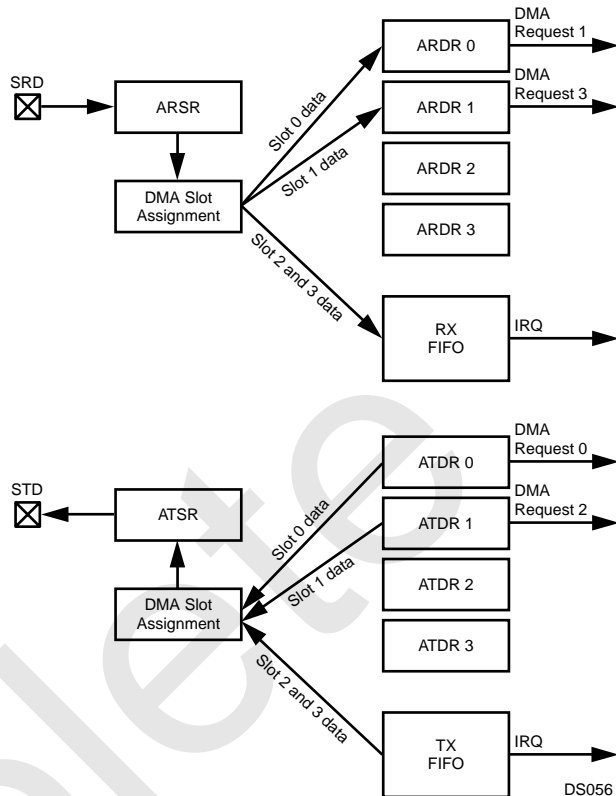 SRD
ARSR
DMA Slot
Assignment
Slot 0 data
Slot 1 data
Slot 2 and 3 data
ARDR 0
DMA
Request 1
ARDR 1
DMA
Request 3
ARDR 2
ARDR 3
RX
FIFO
IRQ
STD
ATSR
DMA Slot
Assignment
Slot 0 data
Slot 1 data
Slot 2 and 3 data
ATDR 0
DMA
Request 0
ATDR 1
DMA
Request 2
ATDR 2
ATDR 3
TX
FIFO
IRQ
DS056
lete